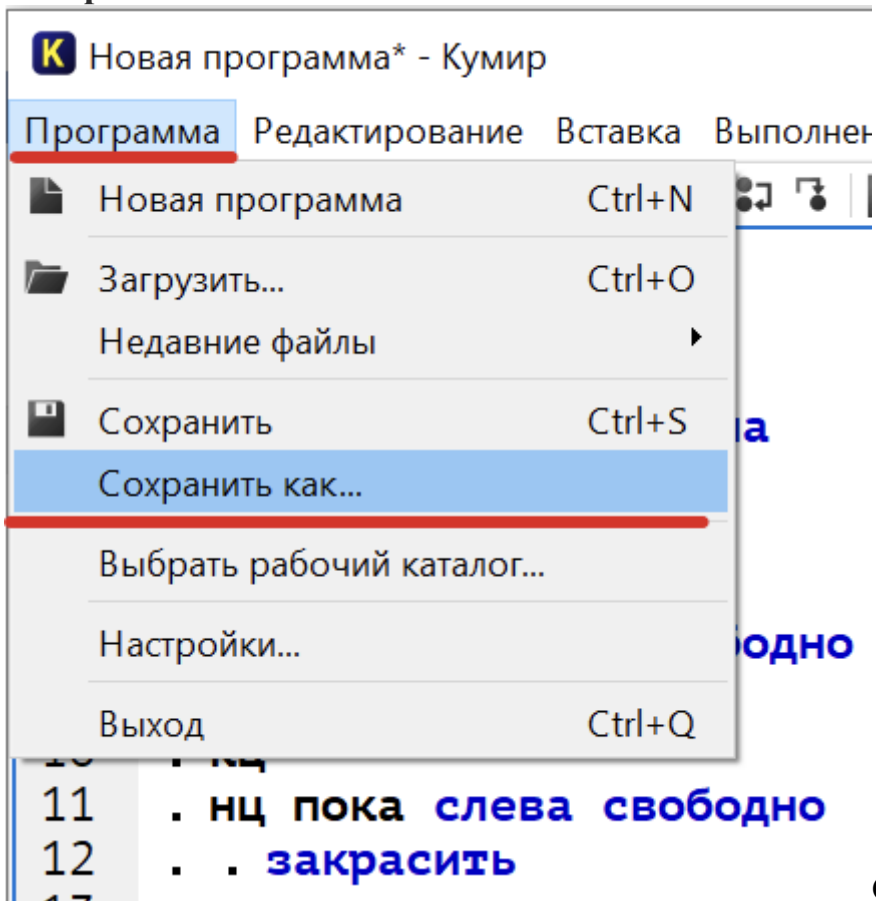 K Новая программа* - Кумир
Программа Редактирование Вставка
Новая программа Ctrl+N
Загрузить... Ctrl+O
Недавние файлы
Сохранить Ctrl+S
Сохранить как...
Выбрать рабочий каталог...
Настройки...
Выход Ctrl+Q
. кц
11 . нц пока слева свободно
12 . . закрасить